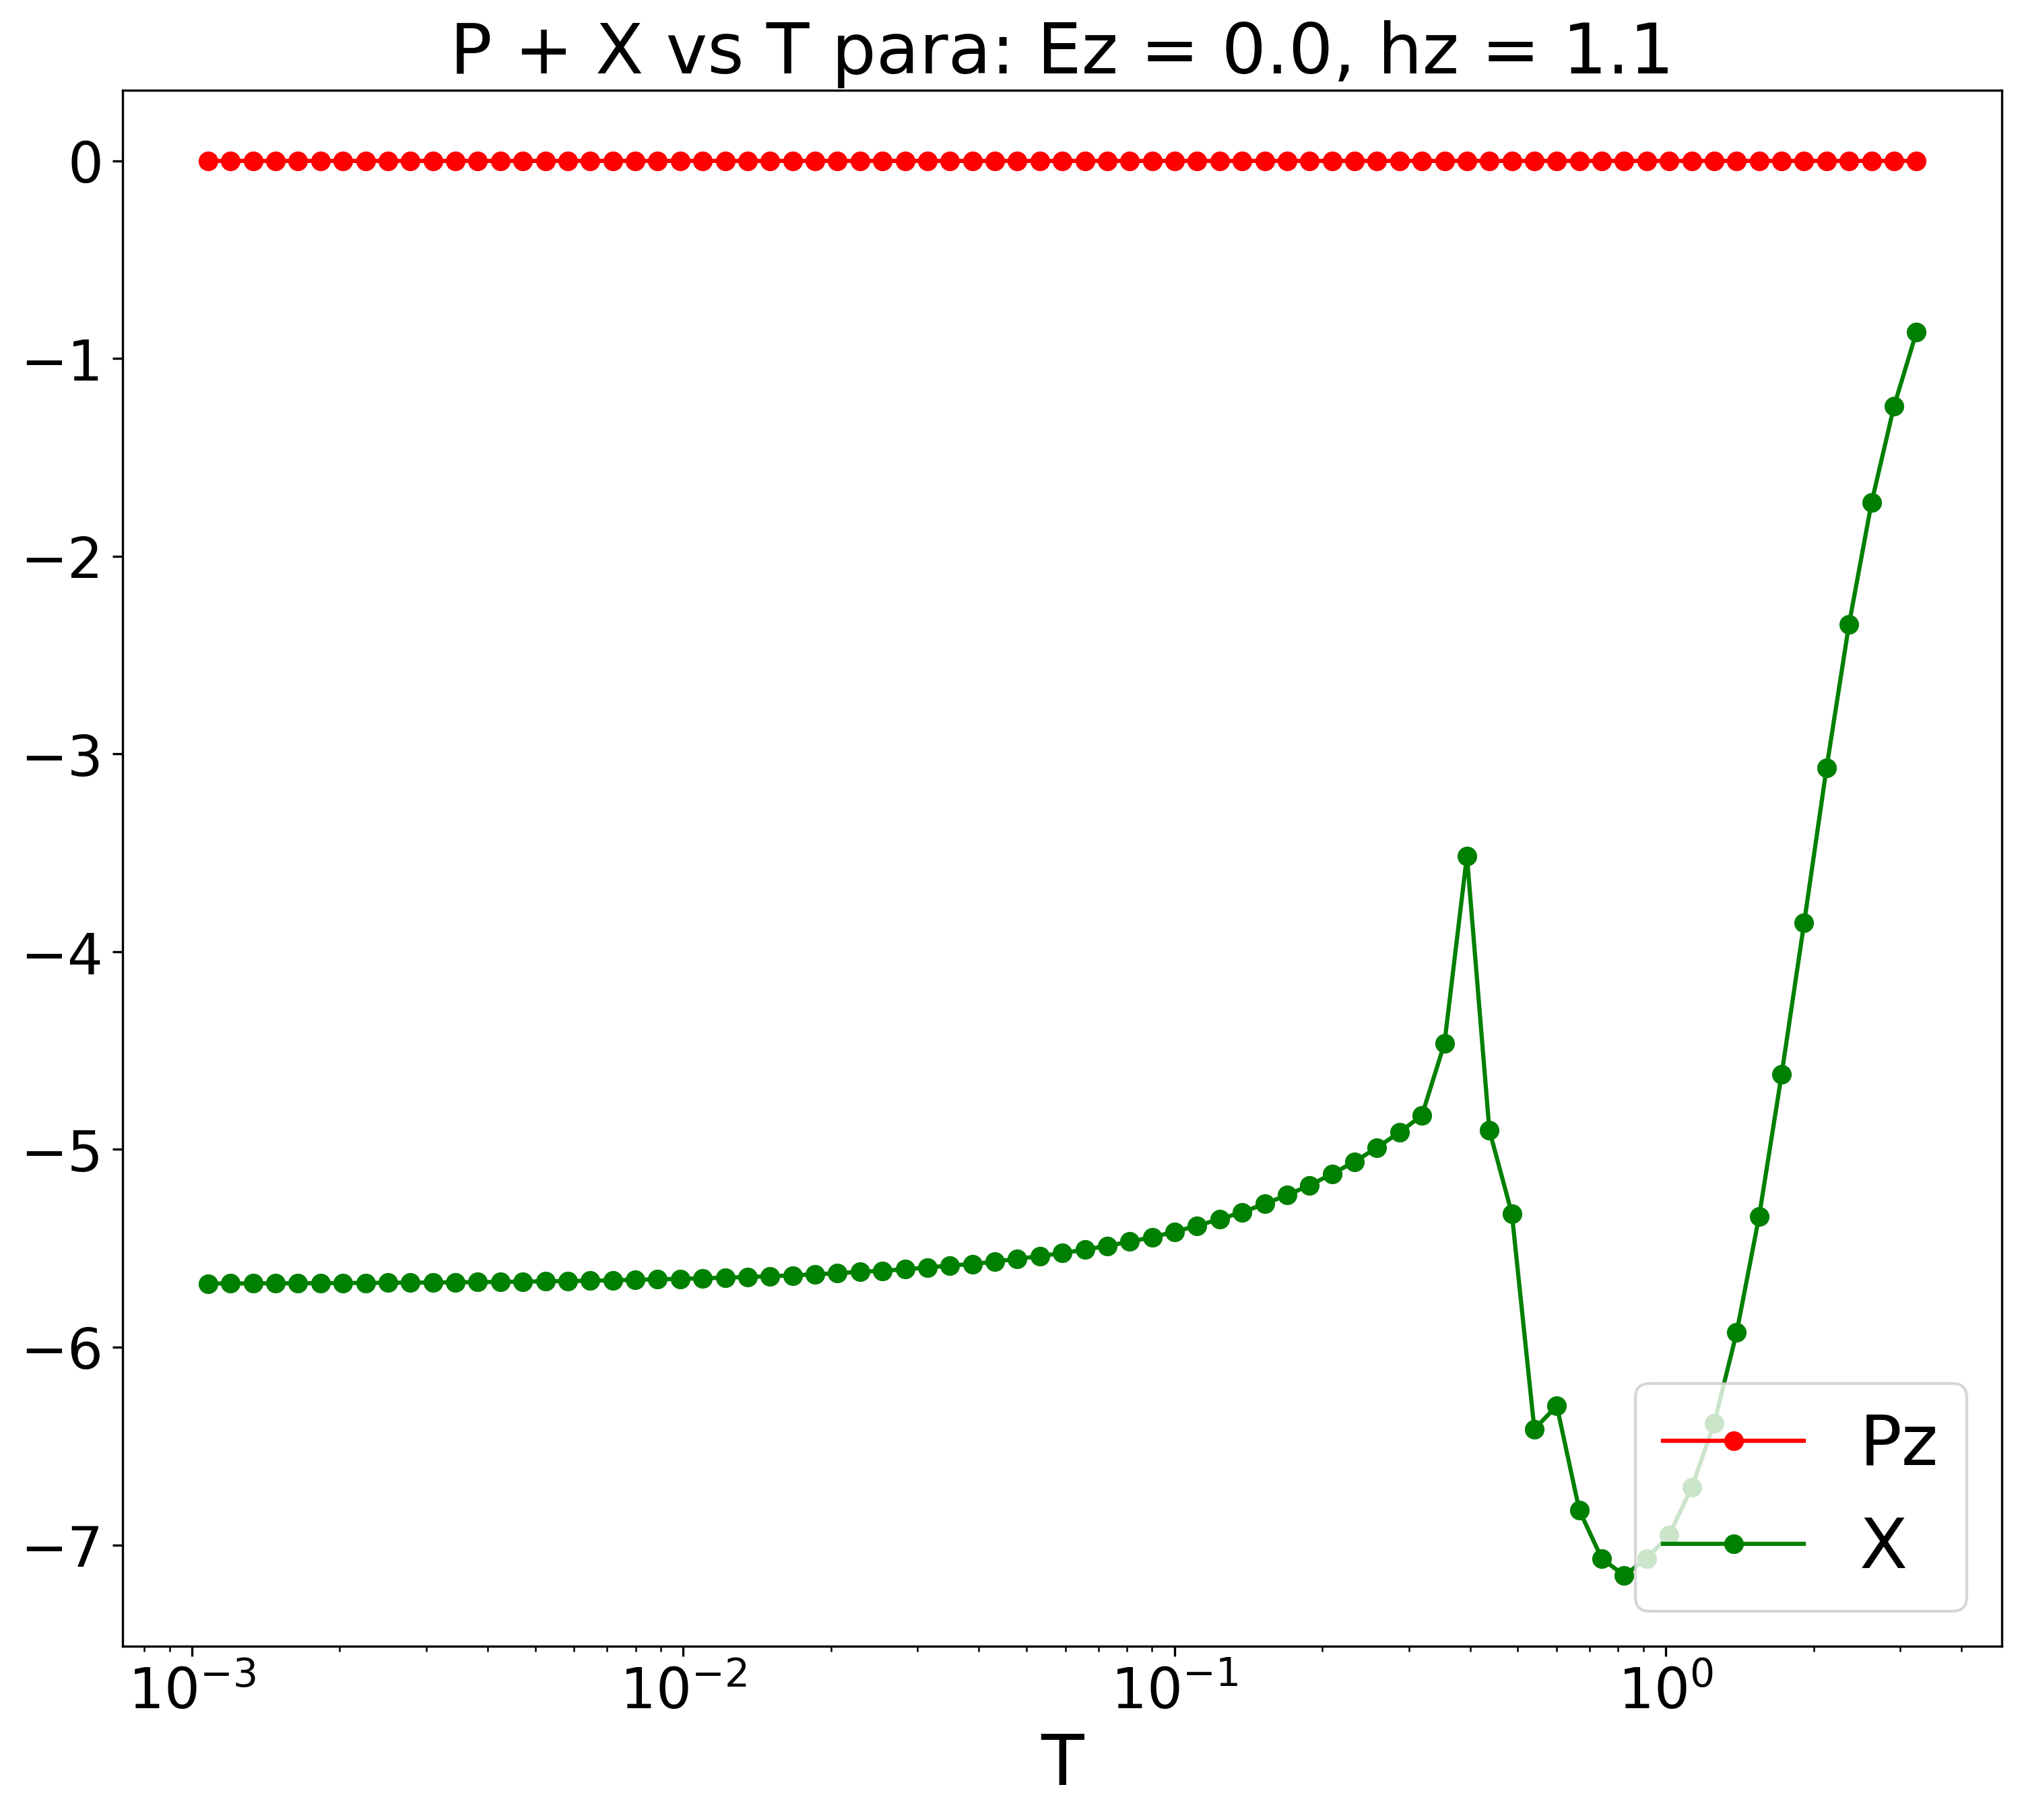 P + X vs T para: Ez = 0.0, hz = 1.1
0
−1
−2
−3
−4
−5
−6
−7
Pz
X
10⁻³ 10⁻² 10⁻¹ 10⁰
T